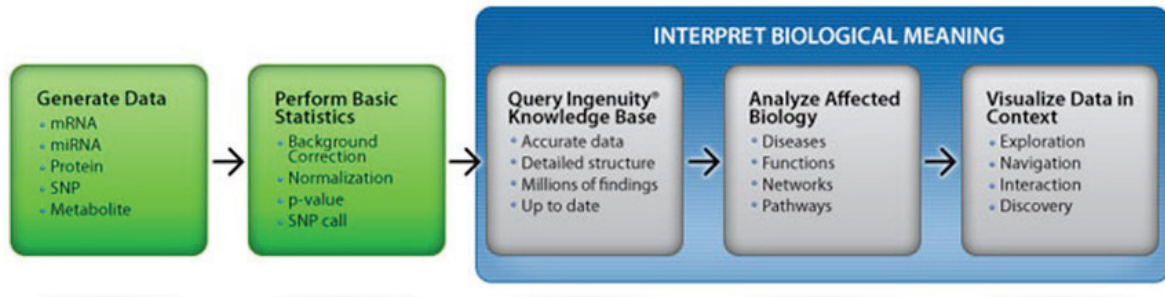 INTERPRET BIOLOGICAL MEANING
Generate Data
• mRNA
• miRNA
• Protein
• SNP
• Metabolite
Perform Basic
Statistics
• Background
Correction
• Normalization
• p-value
• SNP call
Query Ingenuity®
Knowledge Base
• Accurate data
• Detailed structure
• Millions of findings
• Up to date
Analyze Affected
Biology
• Diseases
• Functions
• Networks
• Pathways
Visualize Data in
Context
• Exploration
• Navigation
• Interaction
• Discovery